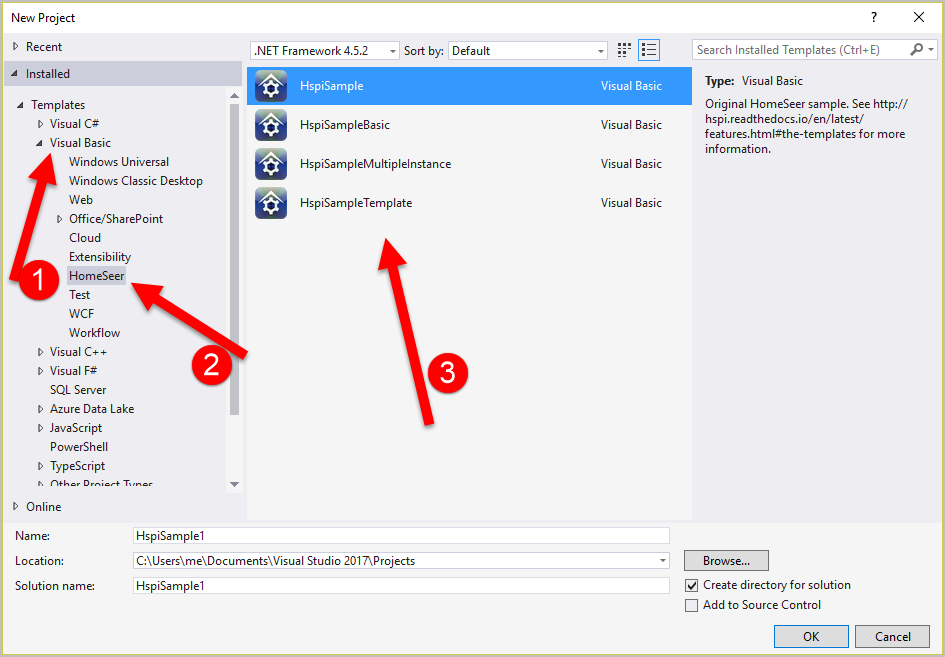 New Project
?
Recent
.NET Framework 4.5.2
Sort by:
Default
Search Installed Templates (Ctrl+E)
Installed
Templates
Visual C#
Visual Basic
Windows Universal
Windows Classic Desktop
Web
Office/SharePoint
Cloud
Extensibility
HomeSeer
Test
WCF
Workflow
Visual C++
Visual F#
SQL Server
Azure Data Lake
JavaScript
PowerShell
TypeScript
Other Project Types
Online
1
2
HspiSample Visual Basic
HspiSampleBasic Visual Basic
HspiSampleMultipleInstance Visual Basic
HspiSampleTemplate Visual Basic
3
Type: Visual Basic
Original HomeSeer sample. See http://
hspi.readthedocs.io/en/latest/
features.html#the-templates for more
information.
Name: HspiSample1
Location: C:\Users\me\Documents\Visual Studio 2017\Projects
Browse...
Solution name: HspiSample1
Create directory for solution
Add to Source Control
OK
Cancel